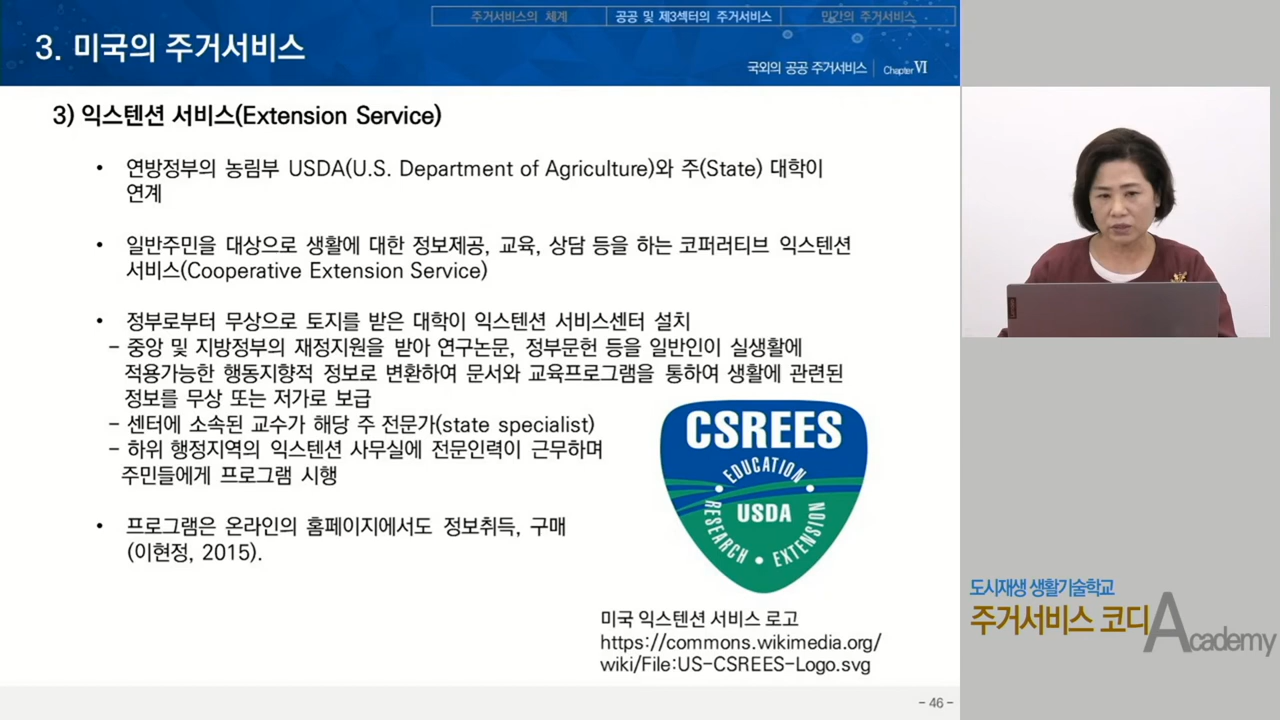 주거서비스의 체계
공공 및 제3섹터의 주거서비스
민간의 주거서비스
3. 미국의 주거서비스
국외의 공공 주거서비스
Chapter Ⅵ
3) 익스텐션 서비스(Extension Service)
• 연방정부의 농림부 USDA(U.S. Department of Agriculture)와 주(State) 대학이
연계
• 일반주민을 대상으로 생활에 대한 정보제공, 교육, 상담 등을 하는 코퍼러티브 익스텐션
서비스(Cooperative Extension Service)
• 정부로부터 무상으로 토지를 받은 대학이 익스텐션 서비스센터 설치
– 중앙 및 지방정부의 재정지원을 받아 연구논문, 정부문헌 등을 일반인이 실생활에
적용가능한 행동지향적 정보로 변환하여 문서와 교육프로그램을 통하여 생활에 관련된
정보를 무상 또는 저가로 보급
– 센터에 소속된 교수가 해당 주 전문가(state specialist)
– 하위 행정지역의 익스텐션 사무실에 전문인력이 근무하며
주민들에게 프로그램 시행
• 프로그램은 온라인의 홈페이지에서도 정보취득, 구매
(이현정, 2015).
CSREES
EDUCATION
USDA
RESEARCH
EXTENSION
미국 익스텐션 서비스 로고
https://commons.wikimedia.org/
wiki/File:US-CSREES-Logo.svg
- 46 -
도시재생 생활기술학교
주거서비스 코디 Academy